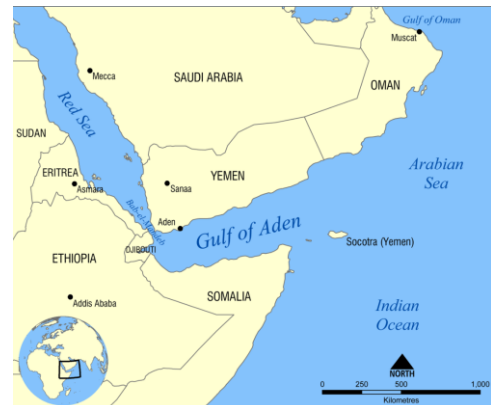 Gulf of Oman
Muscat
Mecca
SAUDI ARABIA
OMAN
Red Sea
SUDAN
Arabian
Sea
ERITREA
YEMEN
Asmara
Sanaa
Bab-el-Mandeb
Aden
Gulf of Aden
Socotra (Yemen)
DJIBOUTI
ETHIOPIA
SOMALIA
Addis Ababa
Indian
Ocean
NORTH
0 250 500 1,000
Kilometres